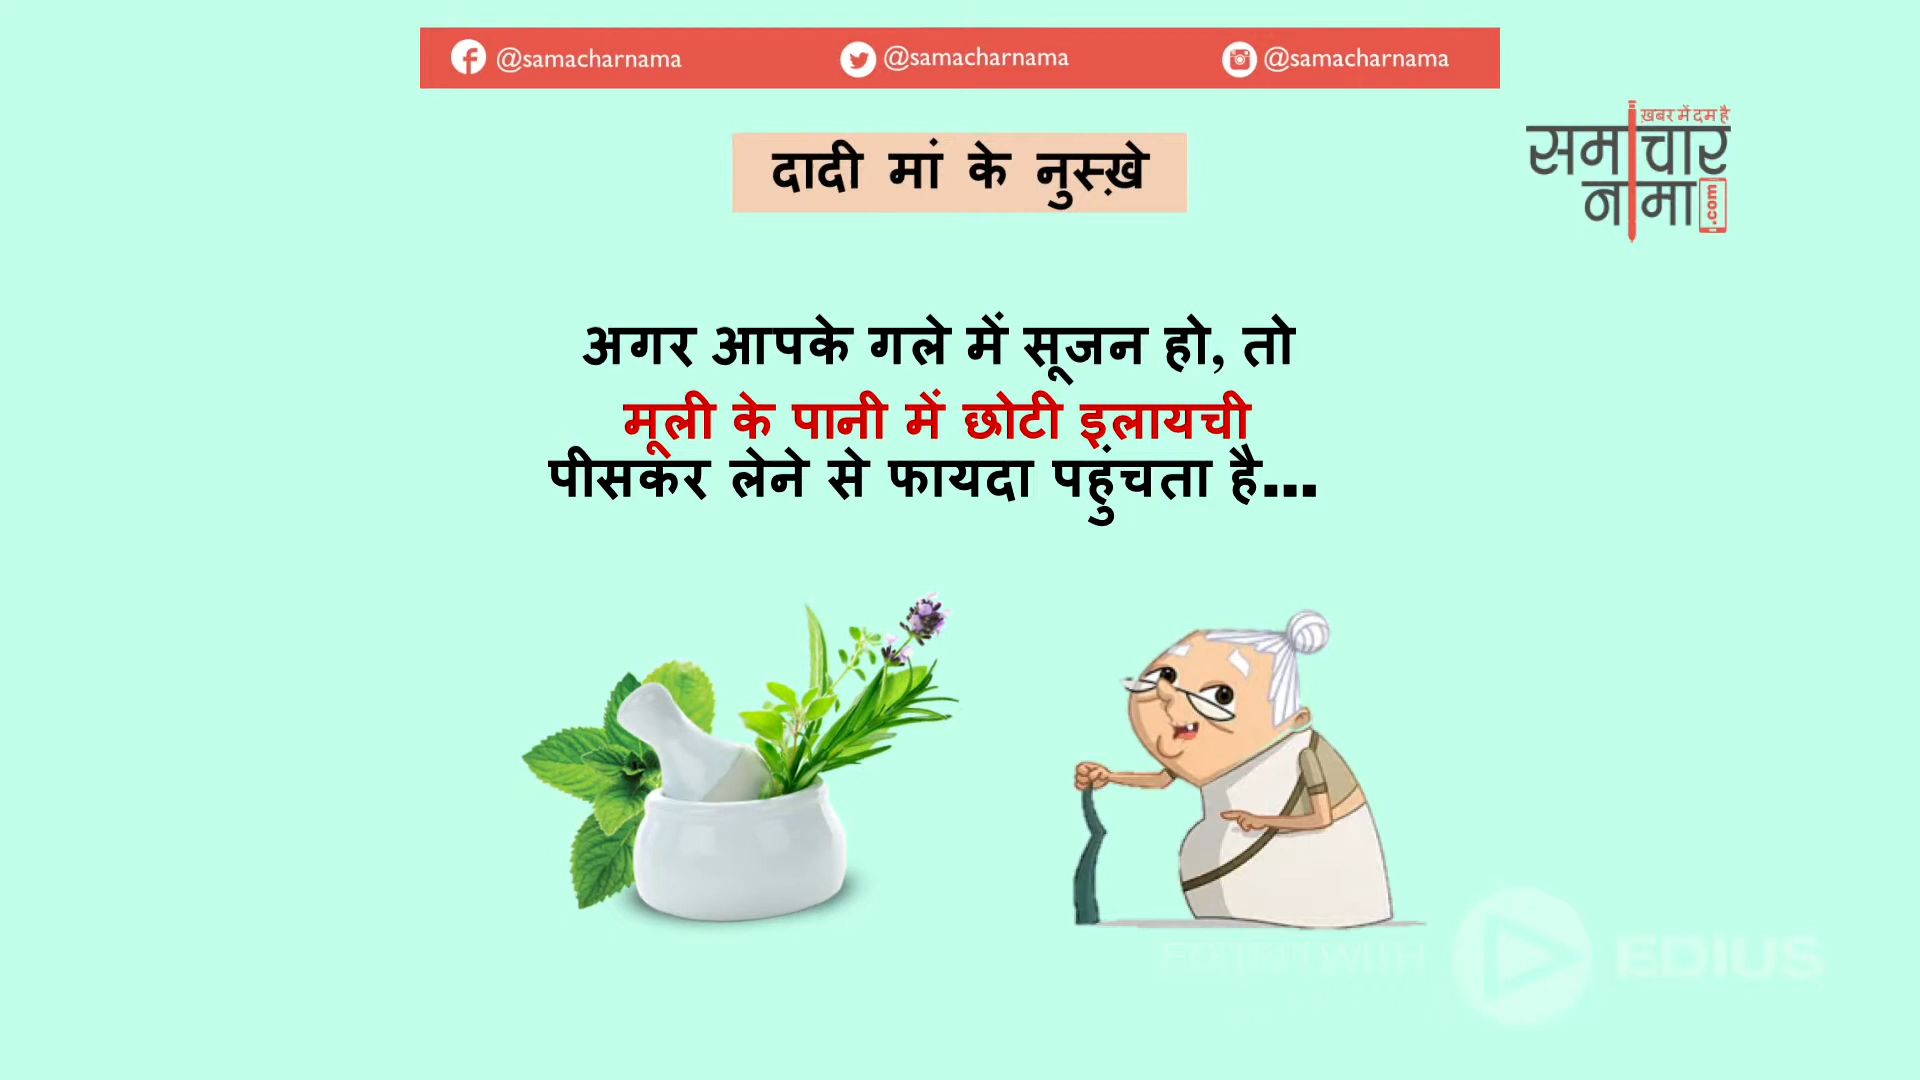 @samacharnama @samacharnama @samacharnama
ख़बर में दम है
समाचार
नामा.com
दादी मां के नुस्ख़े
अगर आपके गले में सूजन हो, तो
मूली के पानी में छोटी इलायची
पीसकर लेने से फायदा पहुंचता है...
EDIUS